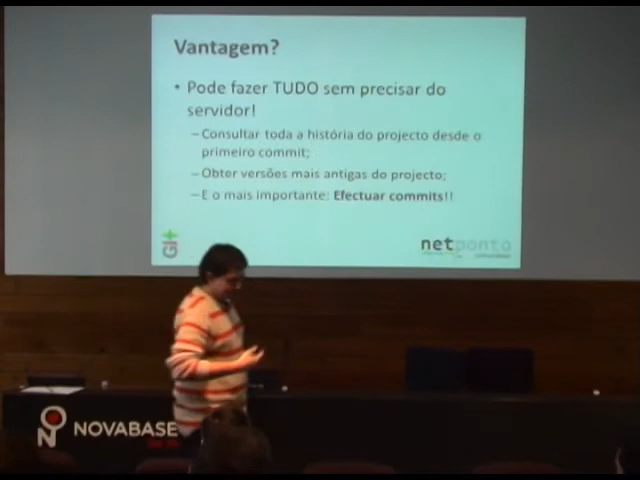 Vantagem?
• Pode fazer TUDO sem precisar do
servidor!
–Consultar toda a história do projecto desde o
primeiro commit;
–Obter versões mais antigas do projecto;
–E o mais importante: Efectuar commits!!
netponto
NOVABASE